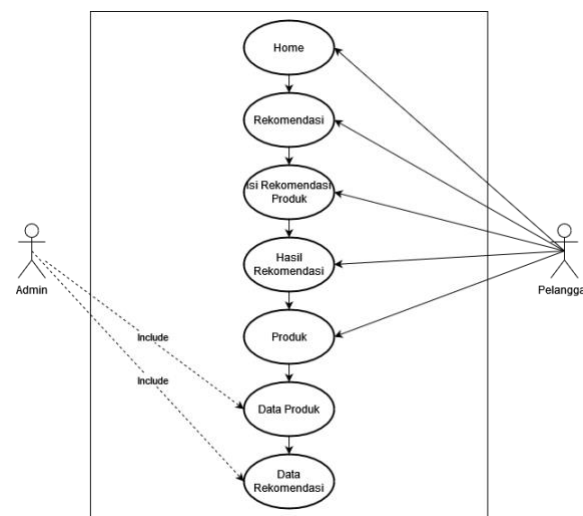 Home
Rekomendasi
Isi Rekomendasi
Produk
Hasil
Rekomendasi
Admin
Pelangga
Produk
Include
Include
Data Produk
Data
Rekomendasi